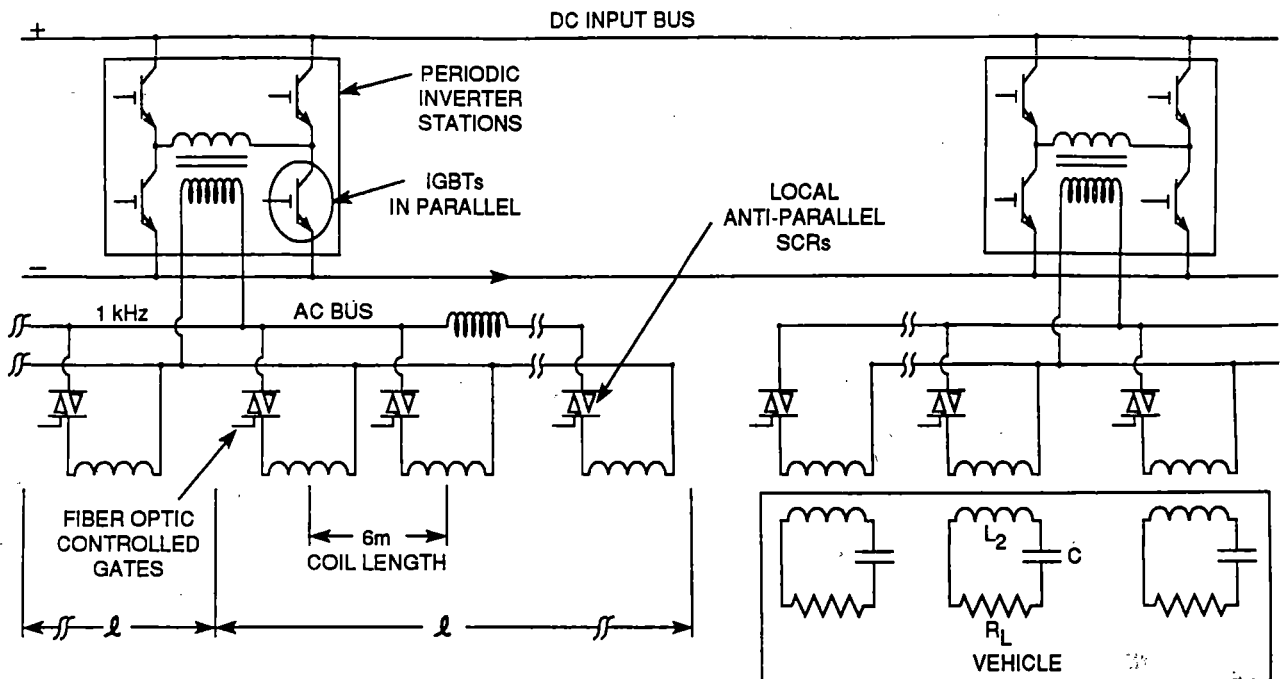 DC INPUT BUS
+
PERIODIC
INVERTER
STATIONS
IGBTs
IN PARALLEL
LOCAL
ANTI-PARALLEL
SCRs
−
1 kHz
AC BUS
FIBER OPTIC
CONTROLLED
GATES
6m
COIL LENGTH
ℓ
ℓ
L2
C
RL
VEHICLE